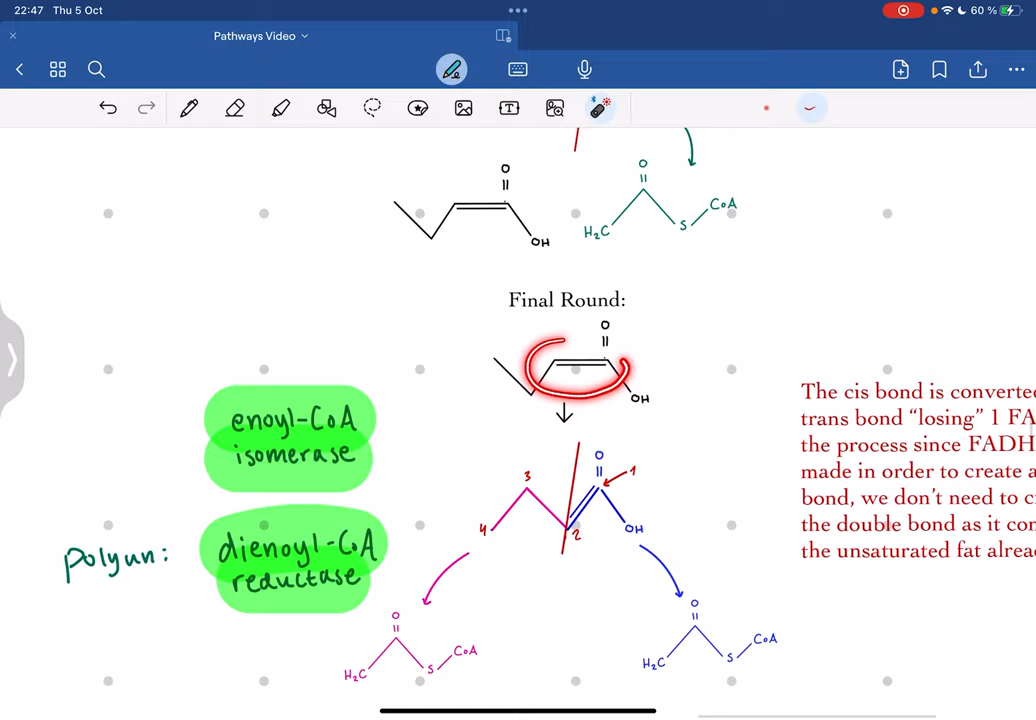 22:47 Thu 5 Oct
60 %
Pathways Video
T
O
OH
O
H₂C
S
CoA
Final Round:
O
OH
enoyl-CoA
isomerase
The cis bond is converte
trans bond "losing" 1 FA
the process since FADH
made in order to create a
bond, we don't need to c
the double bond as it con
the unsaturated fat alrea
O
1
3
4
2
OH
polyun:
dienoyl-CoA
reductase
O
H₂C
S
CoA
O
H₂C
S
CoA